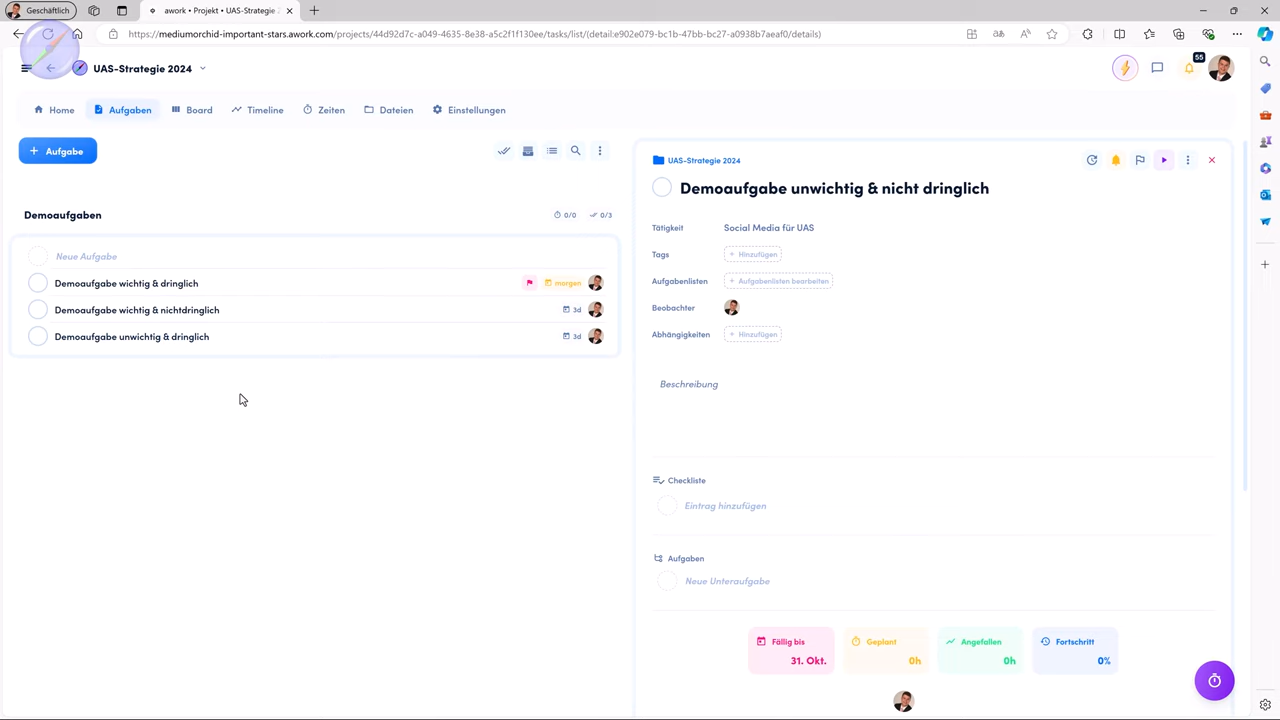 Geschäftlich
awork • Projekt • UAS-Strategie 2
https://mediumorchid-important-stars.awork.com/projects/44d92d7c-a049-4635-8e38-a5c2f1f130ee/tasks/list/(detail:e902e079-bc1b-47bb-bc27-a0938b7aeaf0/details)
UAS-Strategie 2024
55
Home
Aufgaben
Board
Timeline
Zeiten
Dateien
Einstellungen
+ Aufgabe
Demoaufgaben
0/0
0/3
Neue Aufgabe
Demoaufgabe wichtig & dringlich
morgen
Demoaufgabe wichtig & nichtdringlich
3d
Demoaufgabe unwichtig & dringlich
3d
UAS-Strategie 2024
Demoaufgabe unwichtig & nicht dringlich
Tätigkeit Social Media für UAS
Tags + Hinzufügen
Aufgabenlisten + Aufgabenlisten bearbeiten
Beobachter
Abhängigkeiten + Hinzufügen
Beschreibung
Checkliste
Eintrag hinzufügen
Aufgaben
Neue Unteraufgabe
Fällig bis
31. Okt.
Geplant
0h
Angefallen
0h
Fortschritt
0%